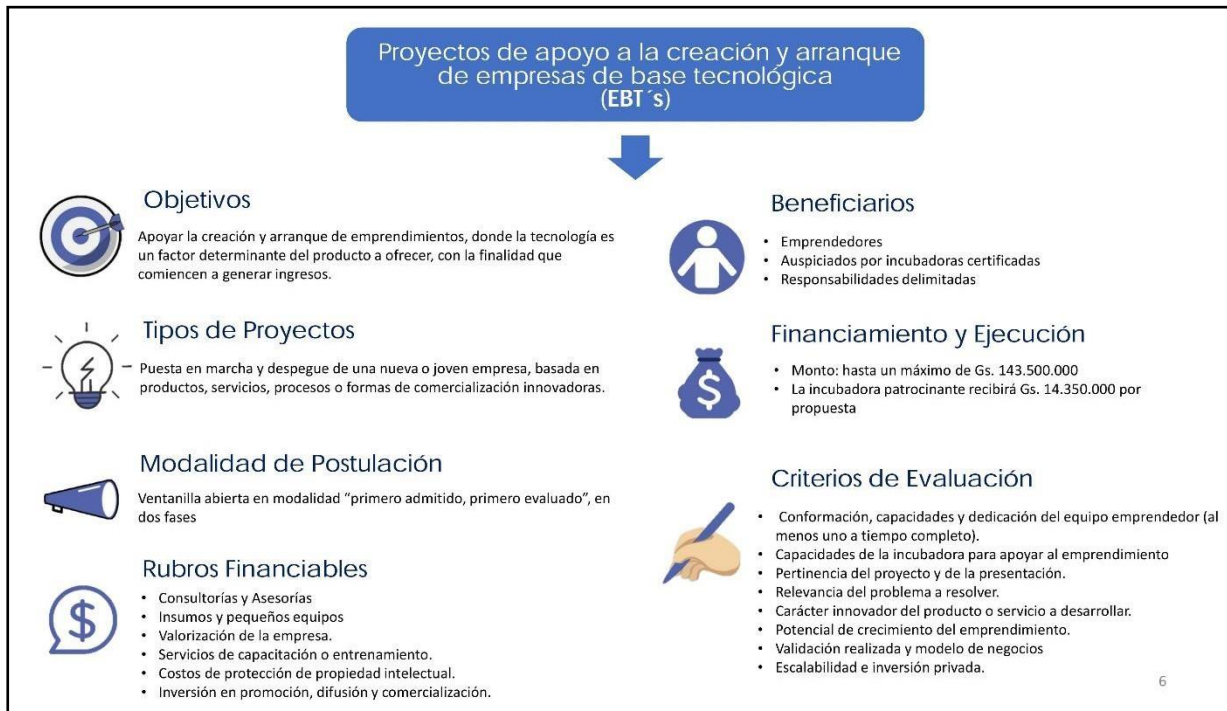 Proyectos de apoyo a la creación y arranque
de empresas de base tecnológica
(EBT´s)
Objetivos
Apoyar la creación y arranque de emprendimientos, donde la tecnología es
un factor determinante del producto a ofrecer, con la finalidad que
comiencen a generar ingresos.
Tipos de Proyectos
Puesta en marcha y despegue de una nueva o joven empresa, basada en
productos, servicios, procesos o formas de comercialización innovadoras.
Modalidad de Postulación
Ventanilla abierta en modalidad “primero admitido, primero evaluado”, en
dos fases
Rubros Financiables
$
• Consultorías y Asesorías
• Insumos y pequeños equipos
• Valorización de la empresa.
• Servicios de capacitación o entrenamiento.
• Costos de protección de propiedad intelectual.
• Inversión en promoción, difusión y comercialización.
Beneficiarios
• Emprendedores
• Auspiciados por incubadoras certificadas
• Responsabilidades delimitadas
Financiamiento y Ejecución
$
• Monto: hasta un máximo de Gs. 143.500.000
• La incubadora patrocinante recibirá Gs. 14.350.000 por
propuesta
Criterios de Evaluación
• Conformación, capacidades y dedicación del equipo emprendedor (al
menos uno a tiempo completo).
• Capacidades de la incubadora para apoyar al emprendimiento
• Pertinencia del proyecto y de la presentación.
• Relevancia del problema a resolver.
• Carácter innovador del producto o servicio a desarrollar.
• Potencial de crecimiento del emprendimiento.
• Validación realizada y modelo de negocios
• Escalabilidad e inversión privada.
6